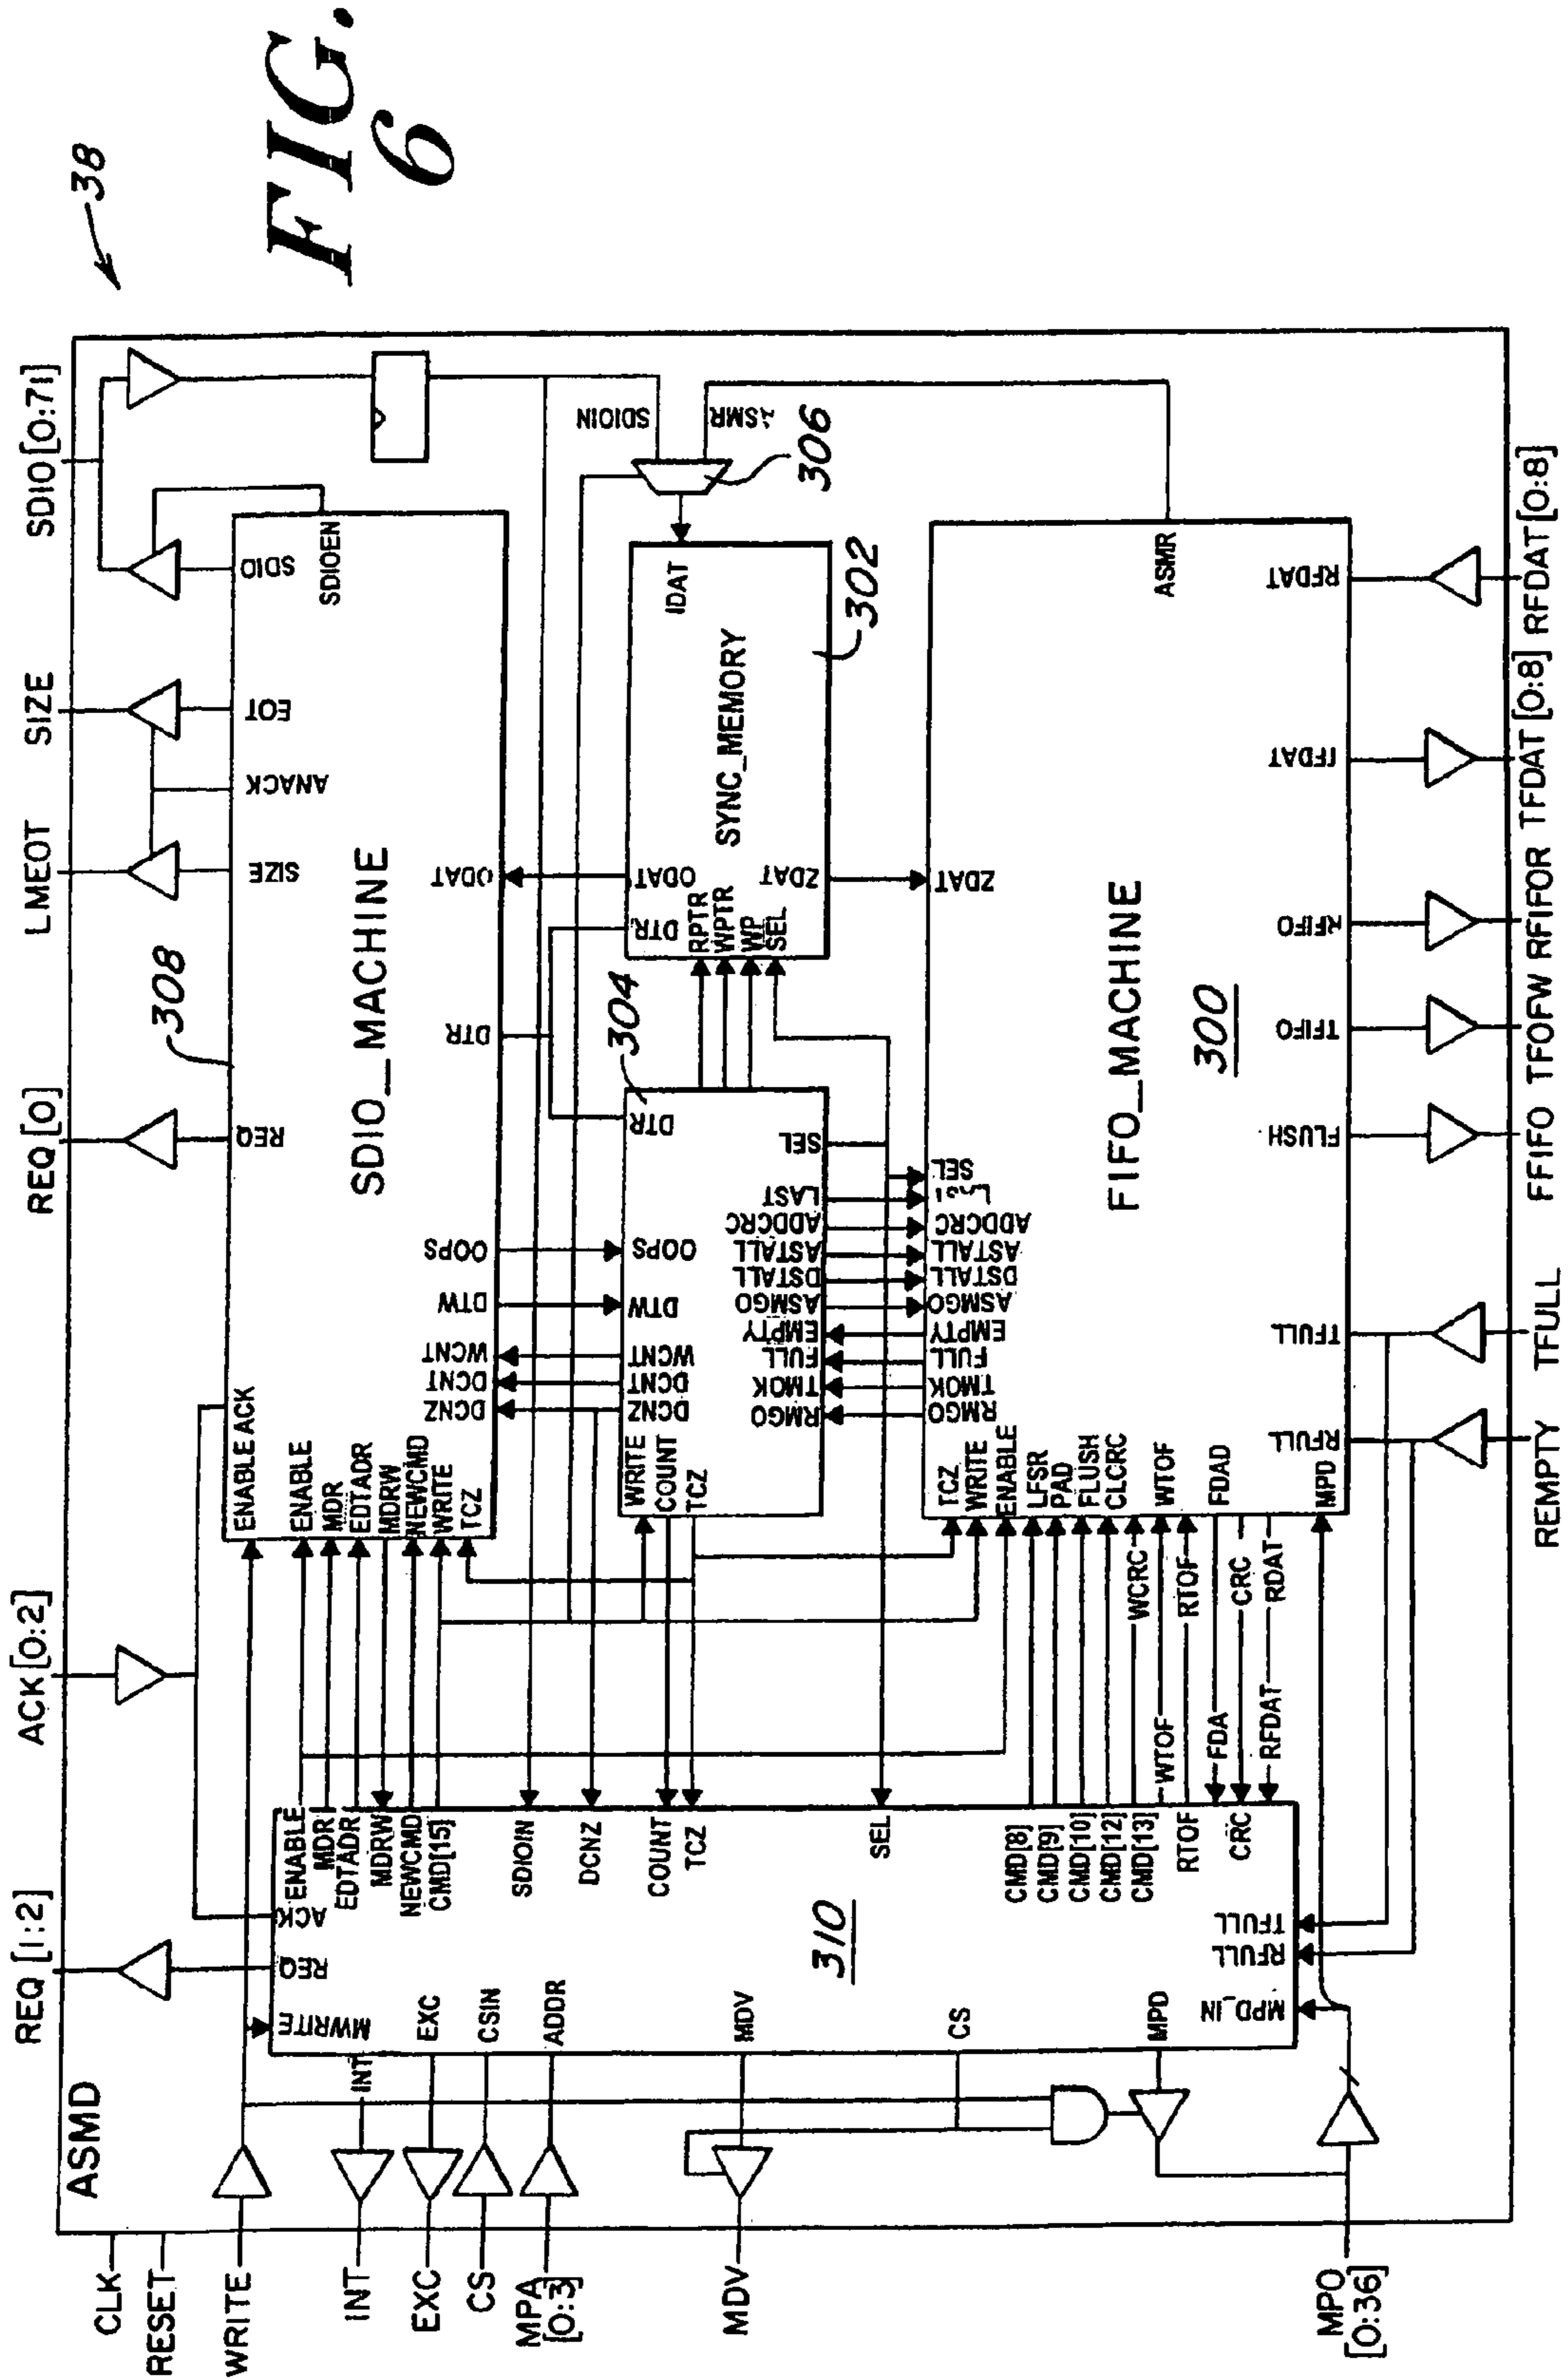 FIG. 6
38
ASMD
REQ [1:2]
ACK [0:2]
REQ [0]
LMEOT
SIZE
SDIO [0:71]
CLK
RESET
WRITE
INT
EXC
CS
MPA [0:3]
MDV
MPO [0:36]
REMPTY
TFULL
FFIFO
TFOFW
RFIFOR
TFDAT [0:8]
RFDAT [0:8]
308
SDIO_MACHINE
ENABLE ACK
ENABLE
MDR
EDTADR
MDRW
NEWCMD
WRITE
TCZ
REQ
SIZE
ANACK
EOT
SDIO
SDIOEN
DCNZ
DCNT
WCNT
DTW
OOPS
DTR
ODAT
SDIOIN
ASMR
306
304
WRITE
COUNT
TCZ
DCNZ
DCNT
WCNT
DTW
OOPS
DTR
RMGO
TMOK
FULL
EMPTY
ASMGO
DSTALL
ASTALL
ADDCRC
LAST
SEL
SYNC_MEMORY
302
DTR
RPTR
WPTR
WP
SEL
ODAT
ZDAT
IDAT
FIFO_MACHINE
300
TCZ
WRITE
ENABLE
LFSR
PAD
FLUSH
CLCRC
WCRC
WTOF
WTOF
RTOF
FDA
FDAD
CRC
RFDAT
RDAT
MPD
RMGO
TMOK
FULL
EMPTY
ASMGO
DSTALL
ASTALL
ADDCRC
LAST
SEL
ZDAT
ASMR
RFULL
TFULL
FLUSH
TFIFO
RFIFO
TFDAT
RFDAT
310
MWRITE
REQ
ACK
ENABLE
MDR
EDTADR
MDRW
NEWCMD
CMD[15]
SDIOIN
DCNZ
COUNT
TCZ
SEL
CMD[8]
CMD[9]
CMD[10]
CMD[12]
CMD[13]
RTOF
CRC
TFULL
RFULL
MPD_IN
INT
EXC
CSIN
ADDR
MDV
CS
MPD